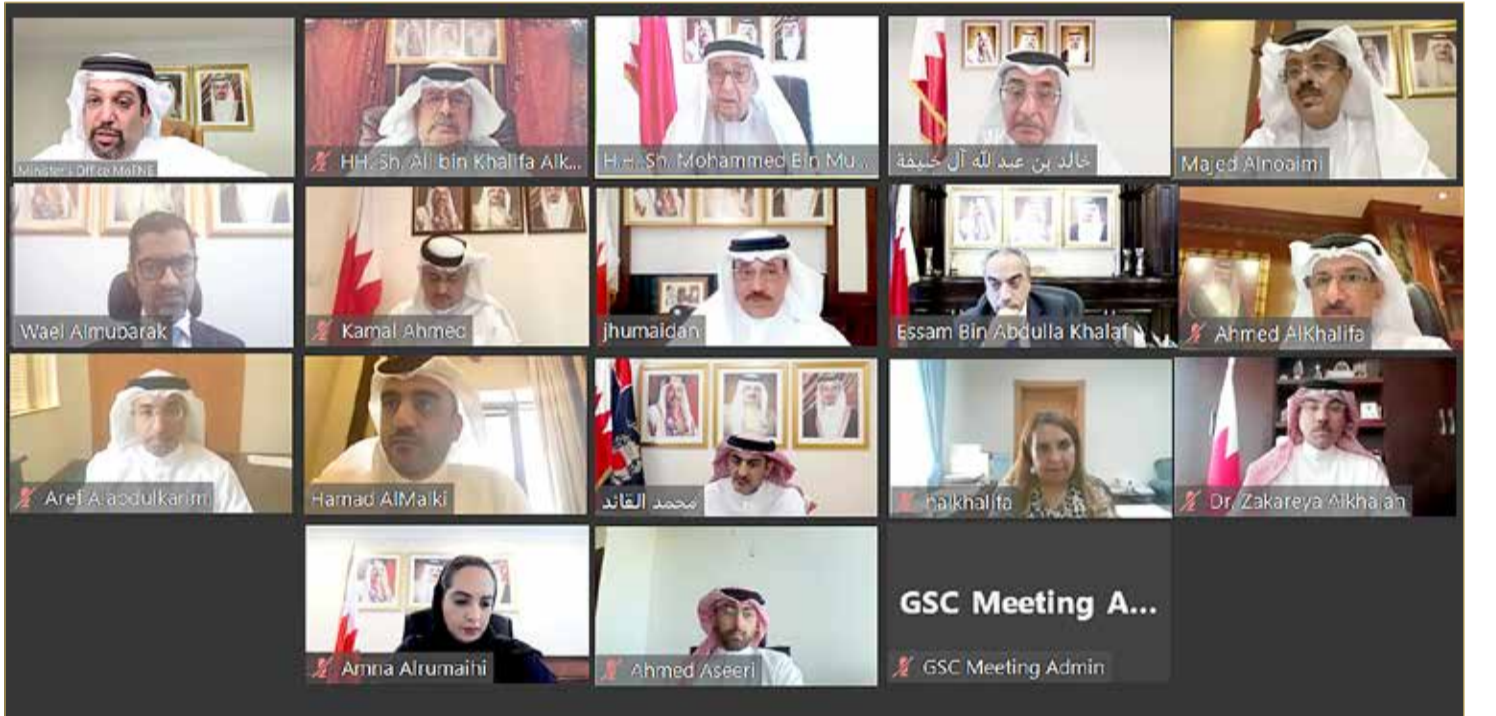 Minister's Office MoFNE
HH. Sh. Ali bin Khalifa Alk...
H.H. Sh. Mohammed Bin Mu...
خالد بن عبد لله آل خليفة
Majed Alnoaimi
Wael Almubarak
Kamal Ahmed
jhumaidan
Essam Bin Abdulla Khalaf
Ahmed AlKhalifa
Aref Alabdulkarim
Hamad AlMalki
محمد القائد
halkhalifa
Dr. Zakareya Alkhajah
Amna Alrumaihi
Ahmed Aseeri
GSC Meeting A...
GSC Meeting Admin